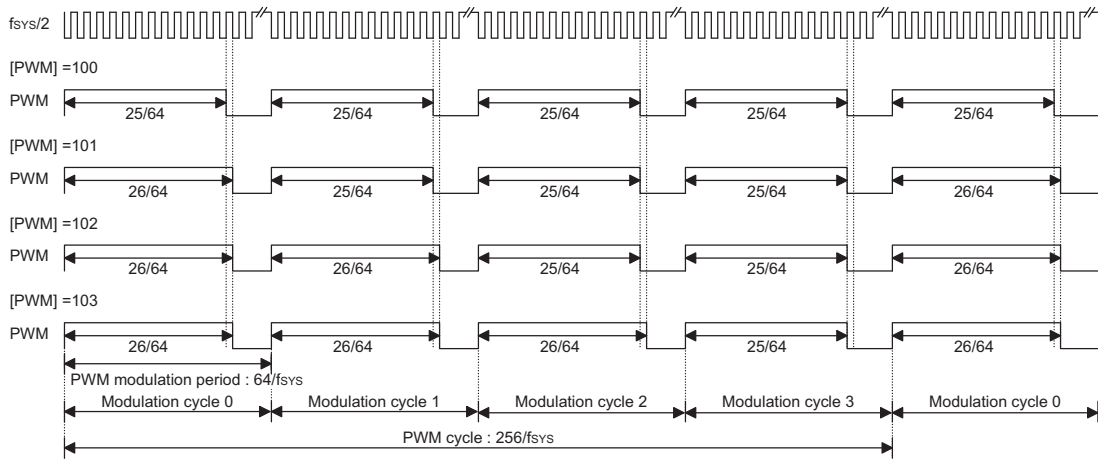 fSYS/2
[PWM] =100
PWM
25/64 25/64 25/64 25/64 25/64
[PWM] =101
PWM
26/64 25/64 25/64 25/64 26/64
[PWM] =102
PWM
26/64 26/64 25/64 25/64 26/64
[PWM] =103
PWM
26/64 26/64 26/64 25/64 26/64
PWM modulation period : 64/fSYS
Modulation cycle 0 Modulation cycle 1 Modulation cycle 2 Modulation cycle 3 Modulation cycle 0
PWM cycle : 256/fSYS